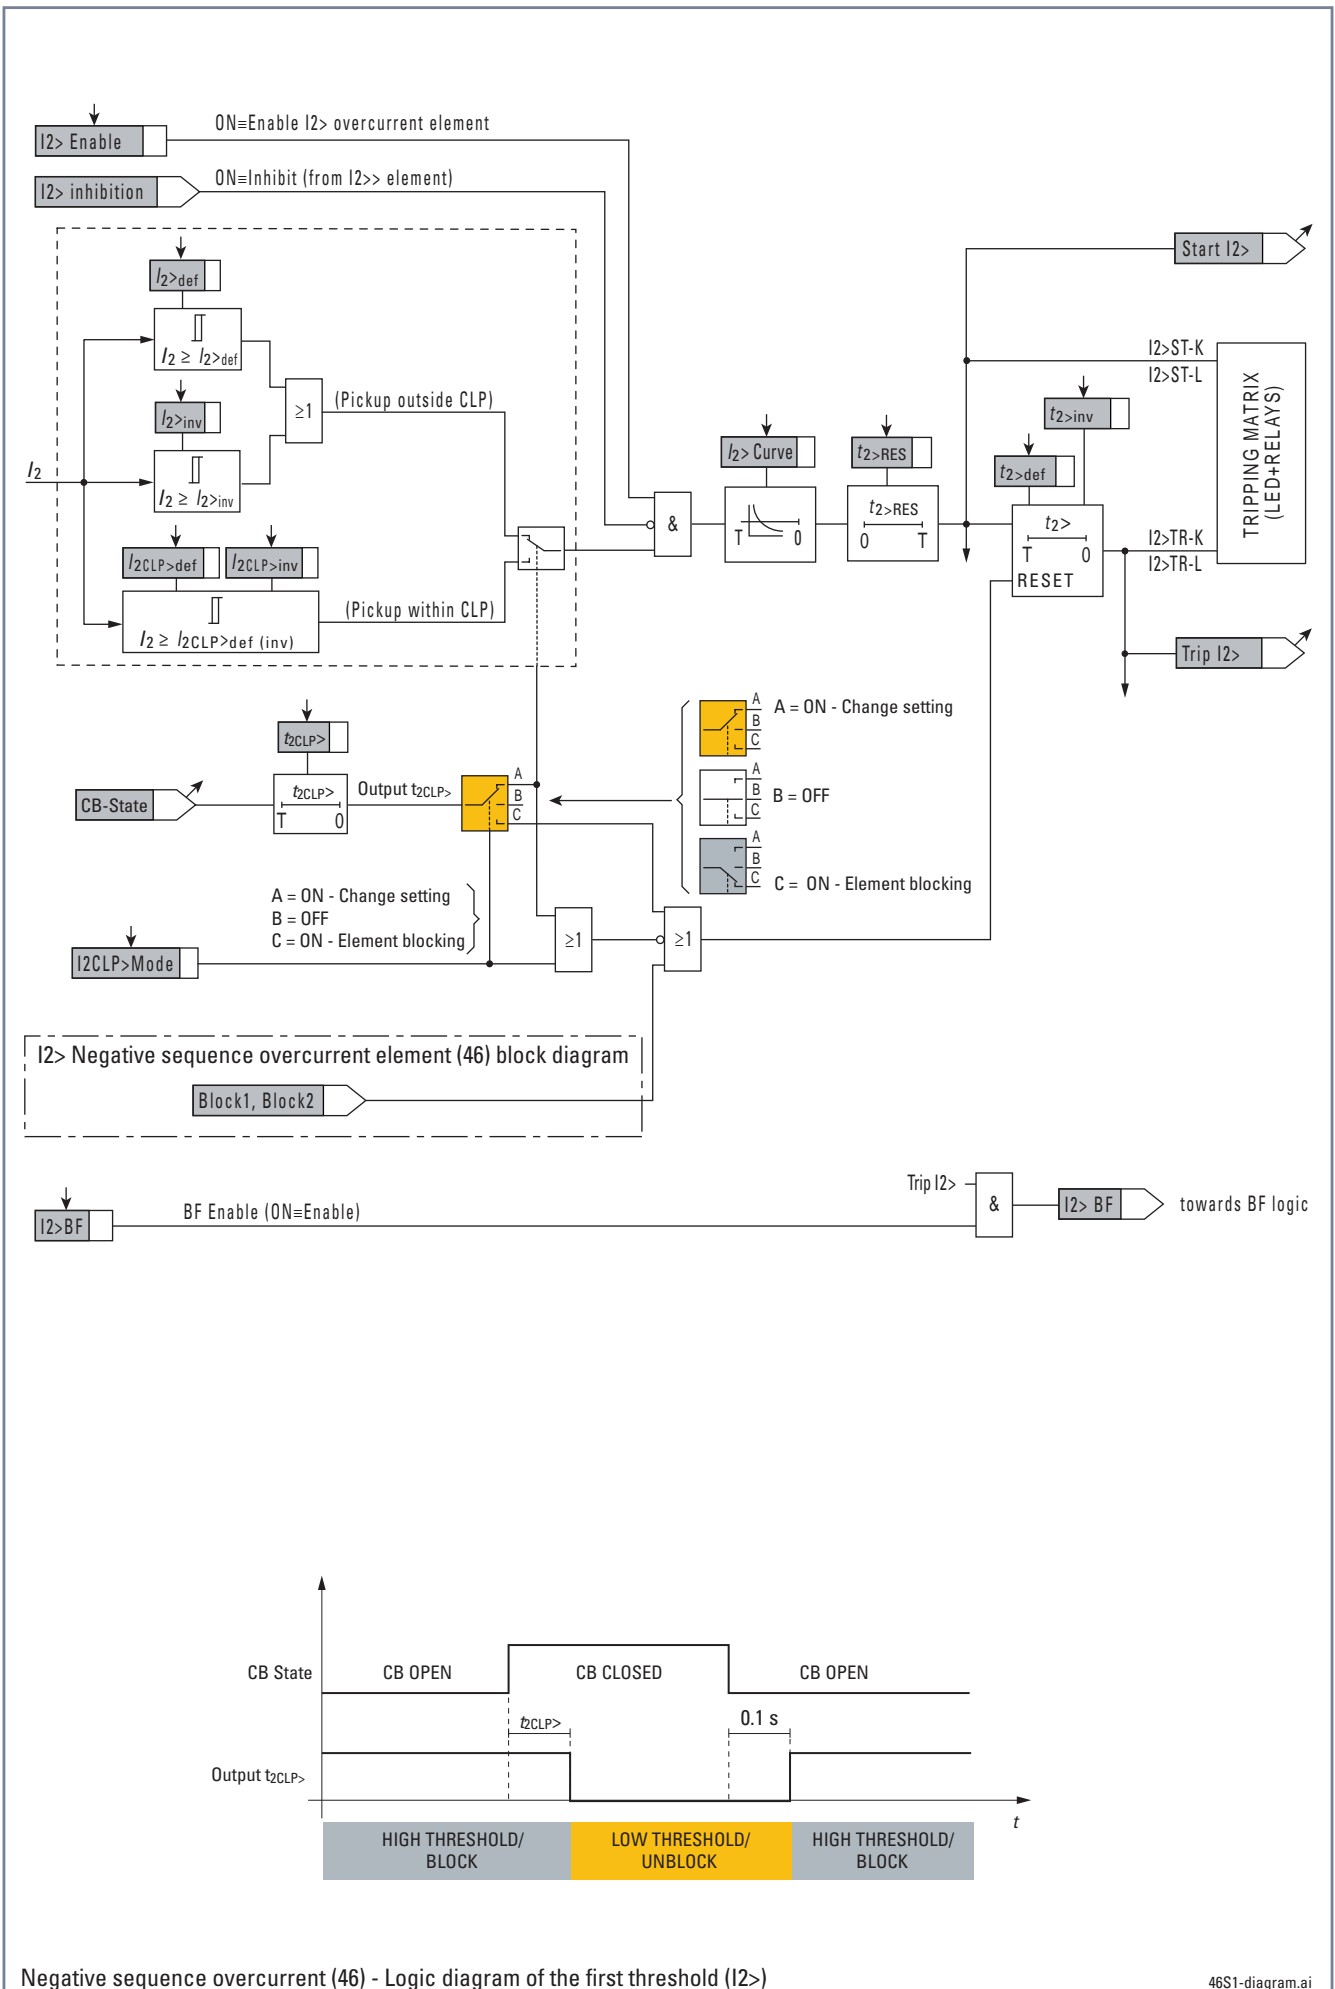 ON≡Enable I2> overcurrent element
I2> Enable
ON≡Inhibit (from I2>> element)
I2> inhibition
Start I2>
I2>def
I2 ≥ I2>def
I2>inv
≥1
(Pickup outside CLP)
I2
I2 ≥ I2>inv
I2CLP>def
I2CLP>inv
(Pickup within CLP)
I2 ≥ I2CLP>def (inv)
&
I2> Curve
T
0
t2>RES
t2>RES
0
T
t2>inv
t2>def
t2>
T
0
RESET
I2>ST-K
I2>ST-L
TRIPPING MATRIX
(LED+RELAYS)
I2>TR-K
I2>TR-L
Trip I2>
t2CLP>
CB-State
t2CLP>
T
0
Output t2CLP>
A
B
C
A
B
C
A = ON - Change setting
A
B
C
B = OFF
A
B
C
C = ON - Element blocking
A = ON - Change setting
B = OFF
C = ON - Element blocking
I2CLP>Mode
≥1
≥1
I2> Negative sequence overcurrent element (46) block diagram
Block1, Block2
Trip I2>
&
I2> BF
towards BF logic
I2>BF
BF Enable (ON≡Enable)
CB State
CB OPEN
CB CLOSED
CB OPEN
t2CLP>
0.1 s
Output t2CLP>
t
HIGH THRESHOLD/
BLOCK
LOW THRESHOLD/
UNBLOCK
HIGH THRESHOLD/
BLOCK
Negative sequence overcurrent (46) - Logic diagram of the first threshold (I2>)
46S1-diagram.ai